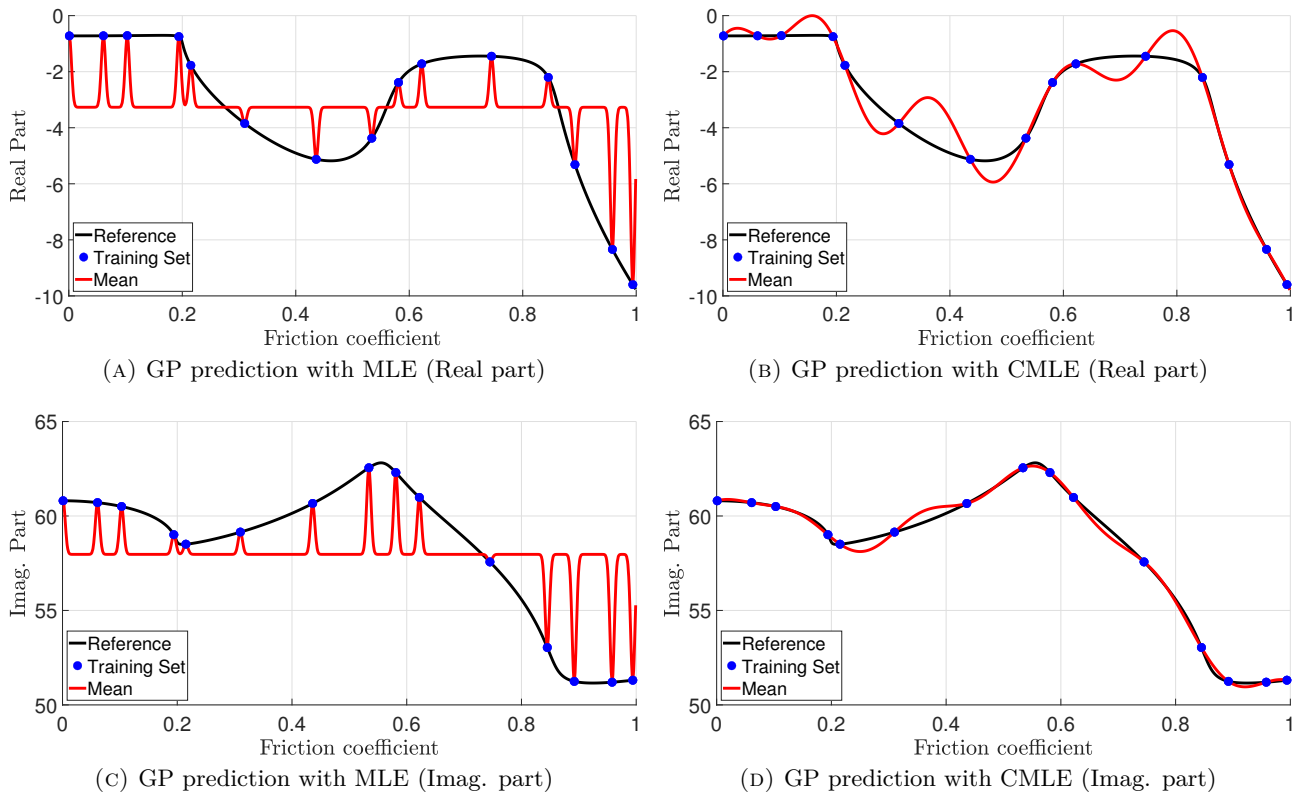 0
-2
-4
-6
-8
-10
Real Part
Reference
Training Set
Mean
0 0.2 0.4 0.6 0.8 1
Friction coefficient
(A) GP prediction with MLE (Real part)
0
-2
-4
-6
-8
-10
Real Part
Reference
Training Set
Mean
0 0.2 0.4 0.6 0.8 1
Friction coefficient
(B) GP prediction with CMLE (Real part)
65
60
55
50
Imag. Part
Reference
Training Set
Mean
0 0.2 0.4 0.6 0.8 1
Friction coefficient
(C) GP prediction with MLE (Imag. part)
65
60
55
50
Imag. Part
Reference
Training Set
Mean
0 0.2 0.4 0.6 0.8 1
Friction coefficient
(D) GP prediction with CMLE (Imag. part)